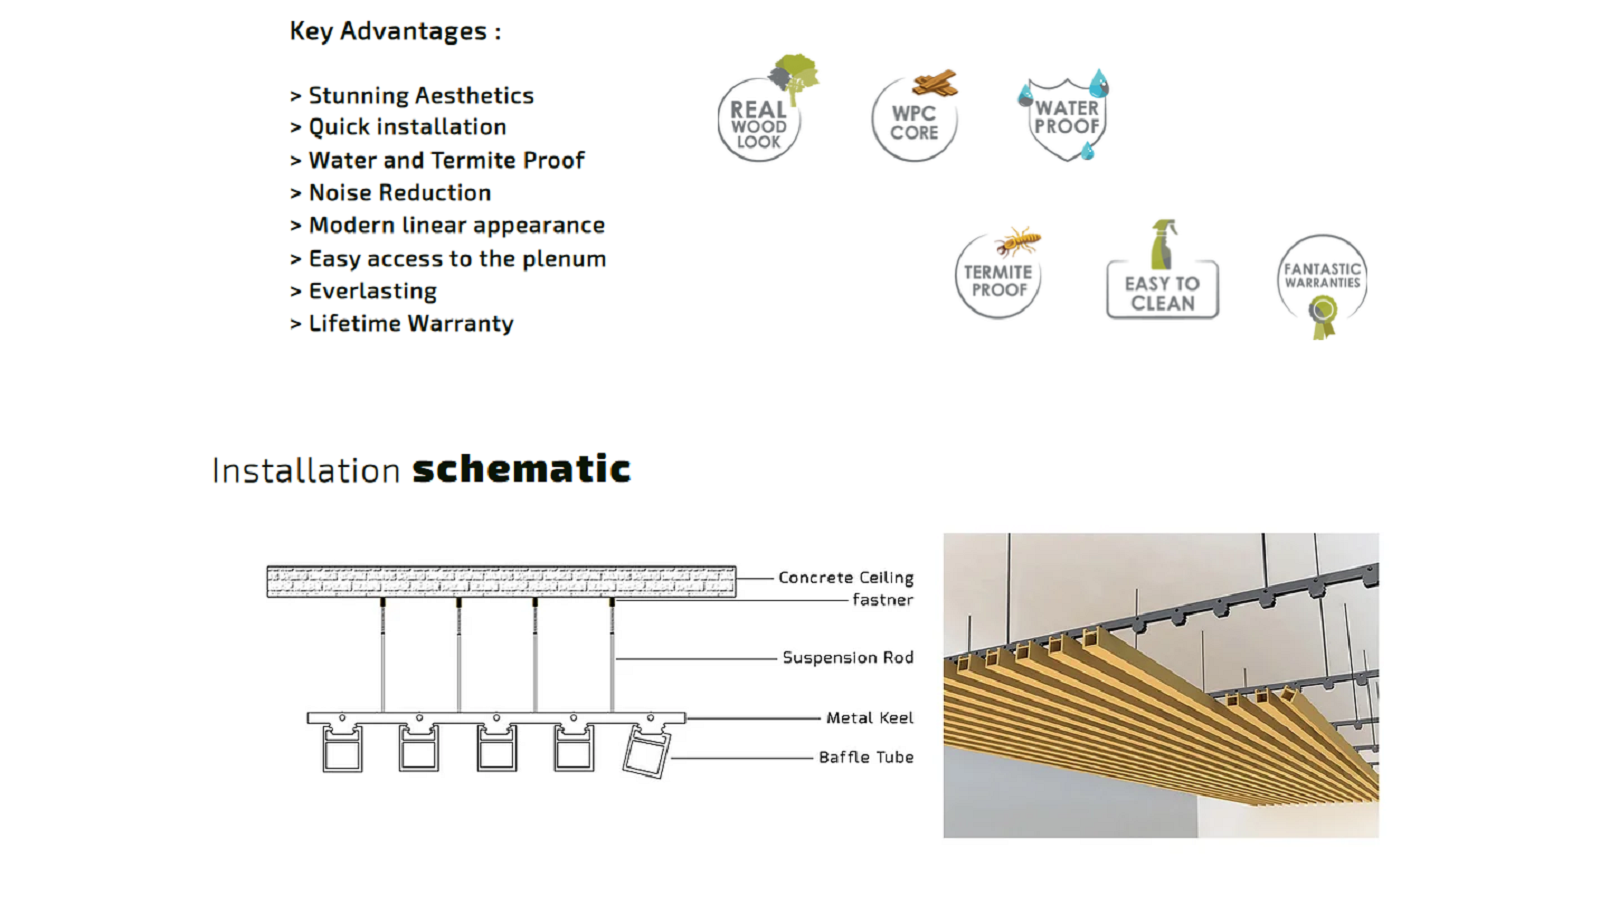 Key Advantages :
> Stunning Aesthetics
> Quick installation
> Water and Termite Proof
> Noise Reduction
> Modern linear appearance
> Easy access to the plenum
> Everlasting
> Lifetime Warranty
REAL
WOOD
LOOK
WPC
CORE
WATER
PROOF
TERMITE
PROOF
EASY TO
CLEAN
FANTASTIC
WARRANTIES
Installation schematic
Concrete Ceiling
fastner
Suspension Rod
Metal Keel
Baffle Tube